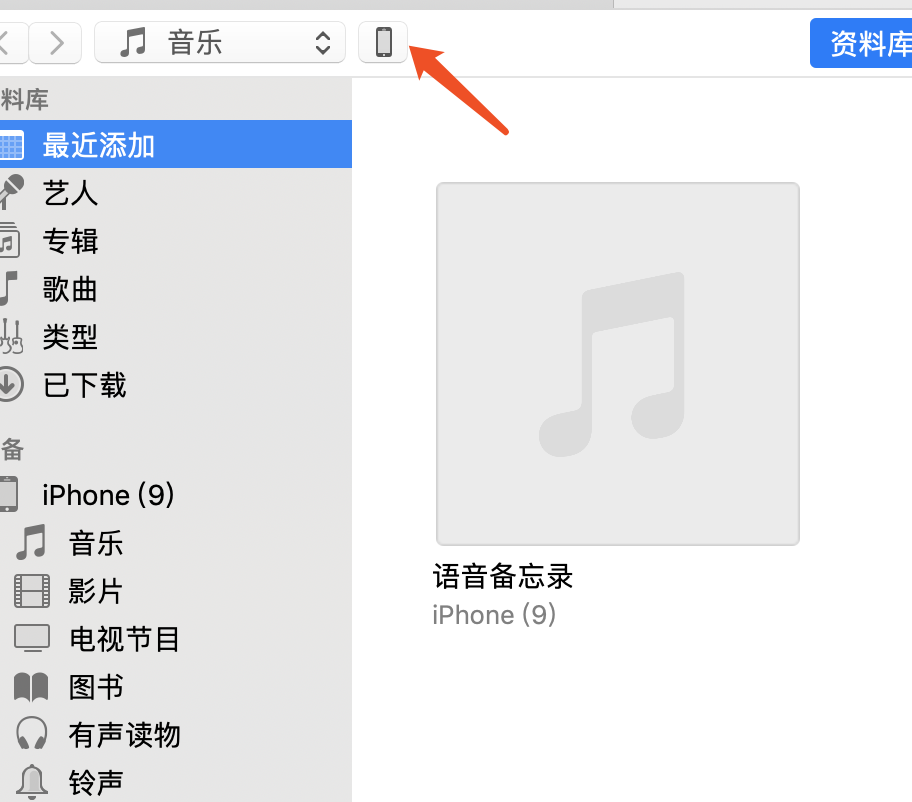 音乐
资料库
料库
最近添加
艺人
专辑
歌曲
类型
已下载
备
iPhone (9)
音乐
影片
电视节目
图书
有声读物
铃声
语音备忘录
iPhone (9)